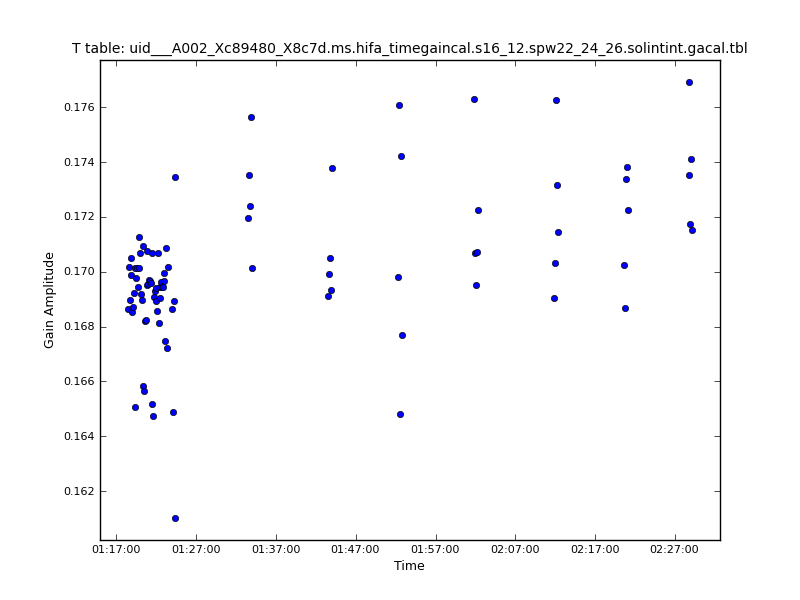 T table: uid___A002_Xc89480_X8c7d.ms.hifa_timegaincal.s16_12.spw22_24_26.solintint.gacal.tbl
0.176
0.174
0.172
0.170
0.168
0.166
0.164
0.162
Gain Amplitude
01:17:00 01:27:00 01:37:00 01:47:00 01:57:00 02:07:00 02:17:00 02:27:00
Time